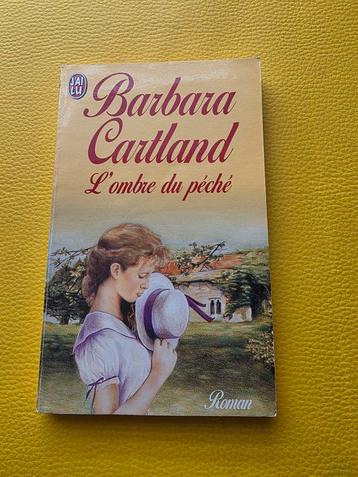 J'AI
LU
Barbara
Cartland
L'ombre du péché
Roman